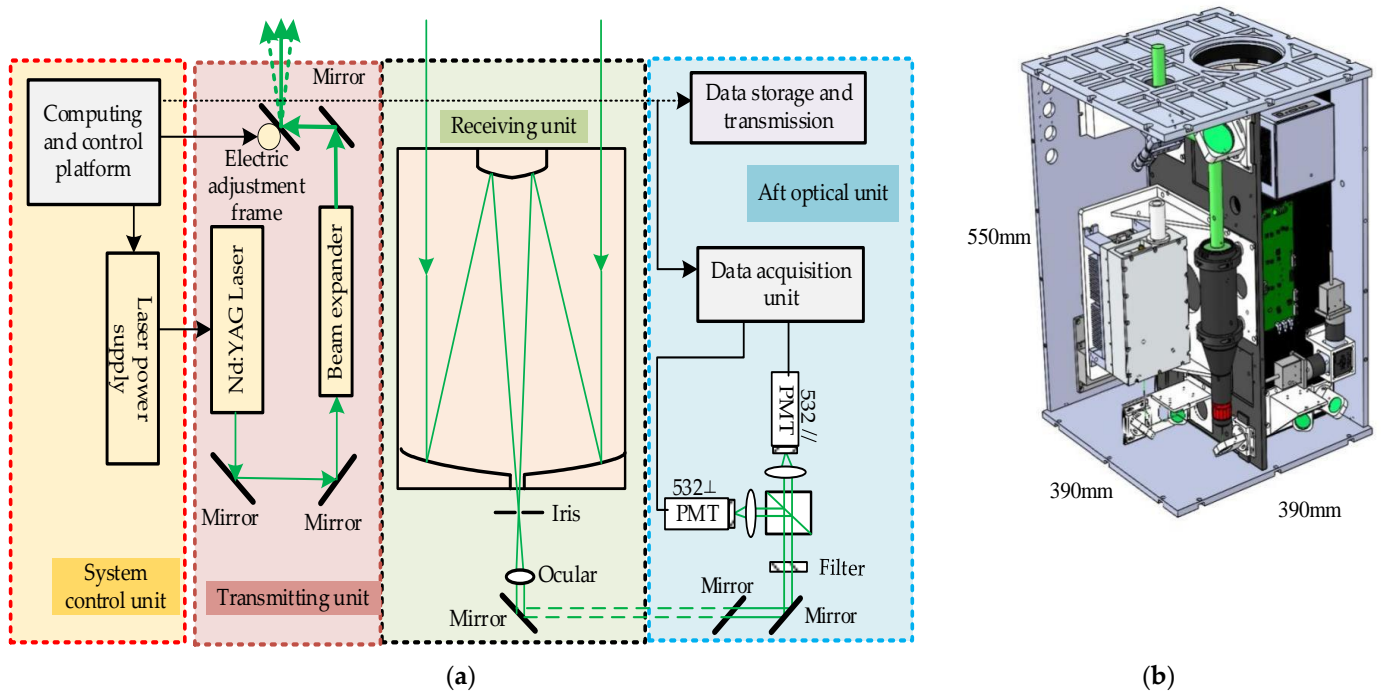 Computing
and control
platform
Laser power
supply
System
control unit
Mirror
Electric
adjustment
frame
Nd:YAG Laser
Beam expander
Mirror
Mirror
Transmitting unit
Receiving unit
Iris
Ocular
Mirror
Data storage and
transmission
Aft optical unit
Data acquisition
unit
532//
PMT
532⊥
PMT
Filter
Mirror
Mirror
(a)
550mm
390mm
390mm
(b)